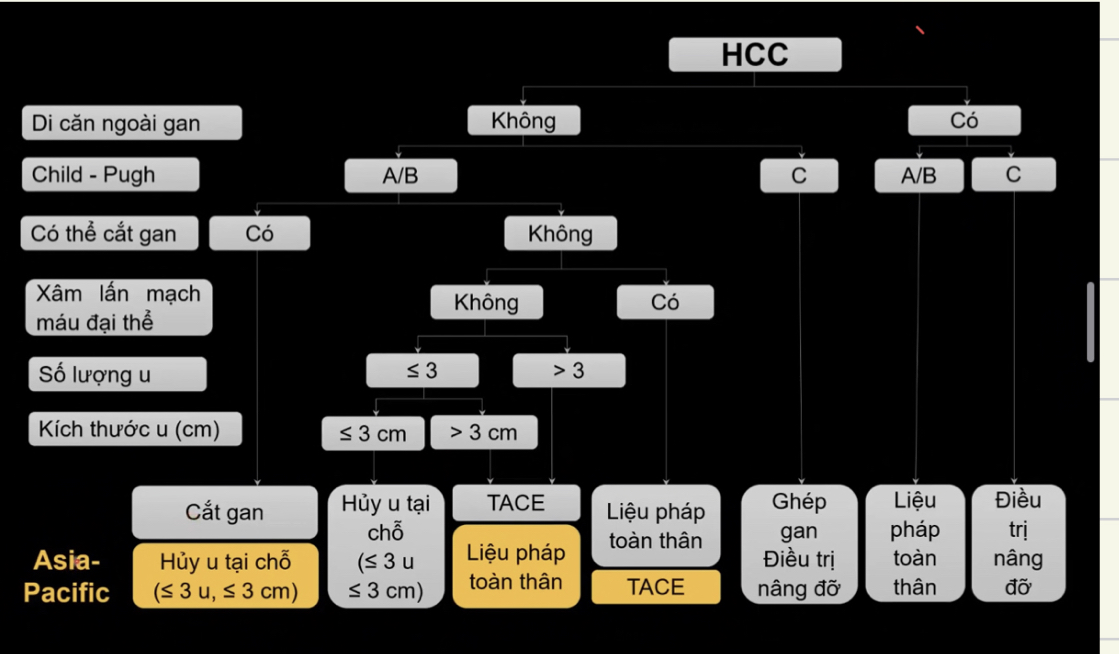 HCC
Di căn ngoài gan
Không
Có
Child - Pugh
A/B
C
A/B
C
Có thể cắt gan
Có
Không
Xâm lấn mạch
máu đại thể
Không
Có
Số lượng u
≤ 3
> 3
Kích thước u (cm)
≤ 3 cm
> 3 cm
Cắt gan
Hủy u tại
chỗ
(≤ 3 u
≤ 3 cm)
TACE
Liệu pháp
toàn thân
Ghép
gan
Điều trị
nâng đỡ
Liệu
pháp
toàn
thân
Điều
trị
nâng
đỡ
Asia-
Pacific
Hủy u tại chỗ
(≤ 3 u, ≤ 3 cm)
Liệu pháp
toàn thân
TACE